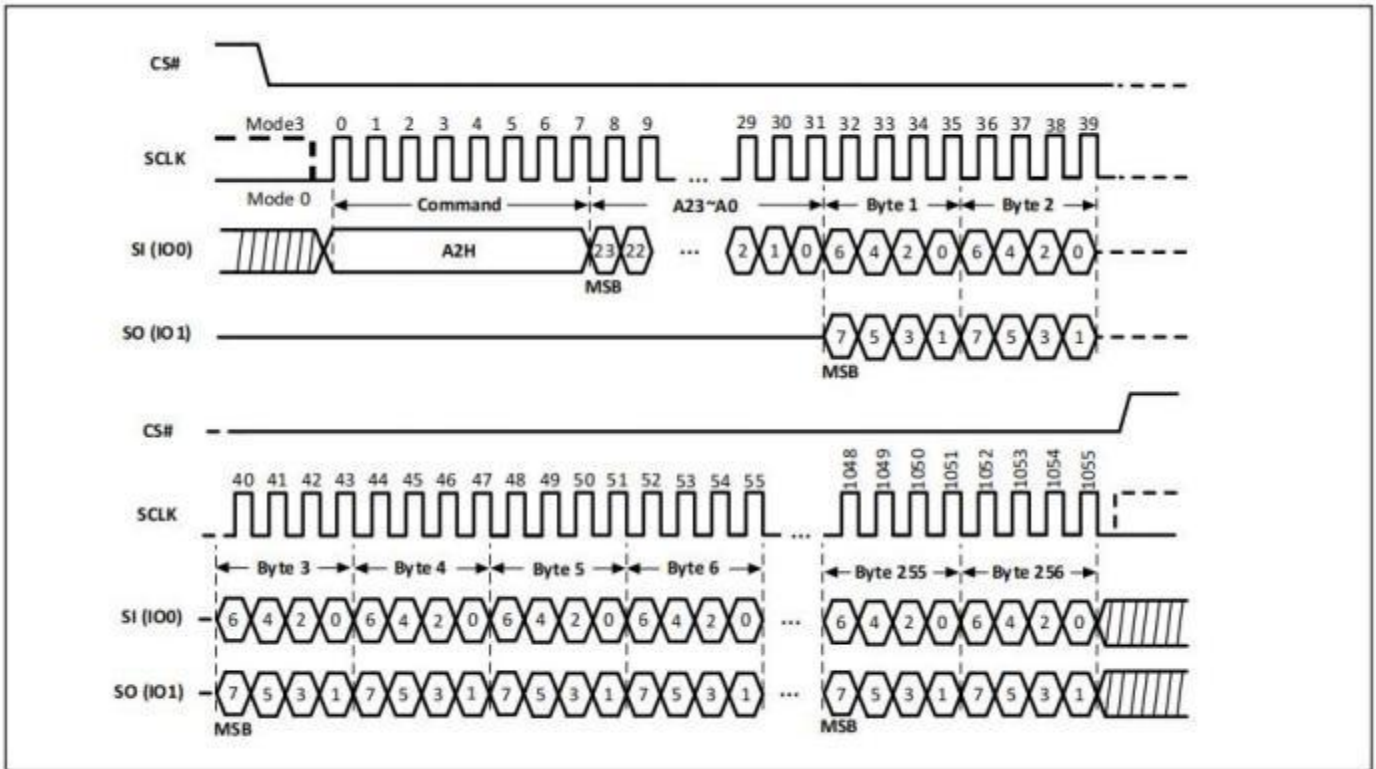 CS#
Mode3 0 1 2 3 4 5 6 7 8 9 29 30 31 32 33 34 35 36 37 38 39
SCLK ...
Mode 0 Command A23~A0 Byte 1 Byte 2
SI (IO0) A2H 23 22 ... 2 1 0 6 4 2 0 6 4 2 0
MSB
SO (IO1) 7 5 3 1 7 5 3 1
MSB
CS#
40 41 42 43 44 45 46 47 48 49 50 51 52 53 54 55 1048 1049 1050 1051 1052 1053 1054 1055
SCLK ...
Byte 3 Byte 4 Byte 5 Byte 6 Byte 255 Byte 256
SI (IO0) 6 4 2 0 6 4 2 0 6 4 2 0 6 4 2 0 ... 6 4 2 0 6 4 2 0
SO (IO1) 7 5 3 1 7 5 3 1 7 5 3 1 7 5 3 1 ... 7 5 3 1 7 5 3 1
MSB MSB